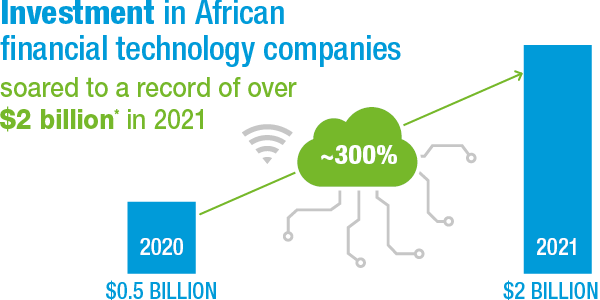 Investment in African
financial technology companies
soared to a record of over
$2 billion* in 2021
~300%
2020
2021
$0.5 BILLION
$2 BILLION